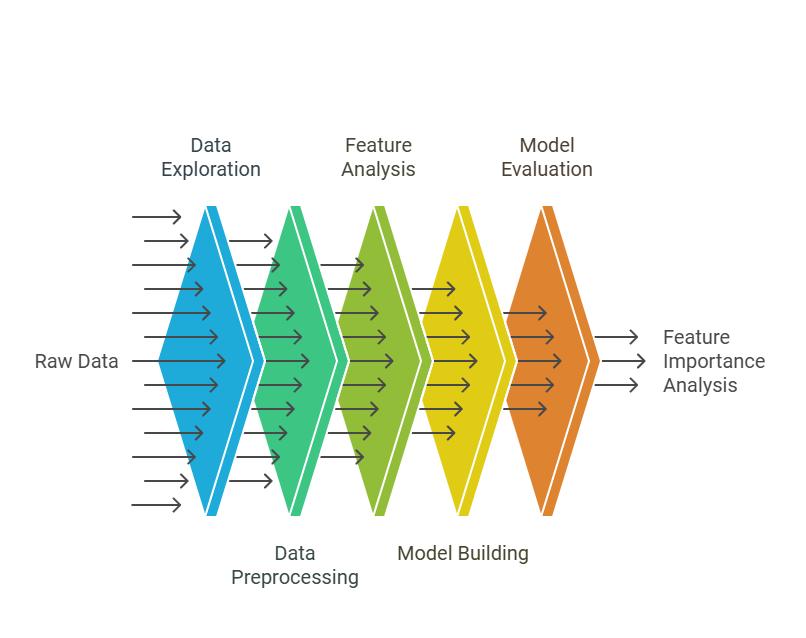 Data
Exploration
Feature
Analysis
Model
Evaluation
Raw Data
Feature
Importance
Analysis
Data
Preprocessing
Model Building